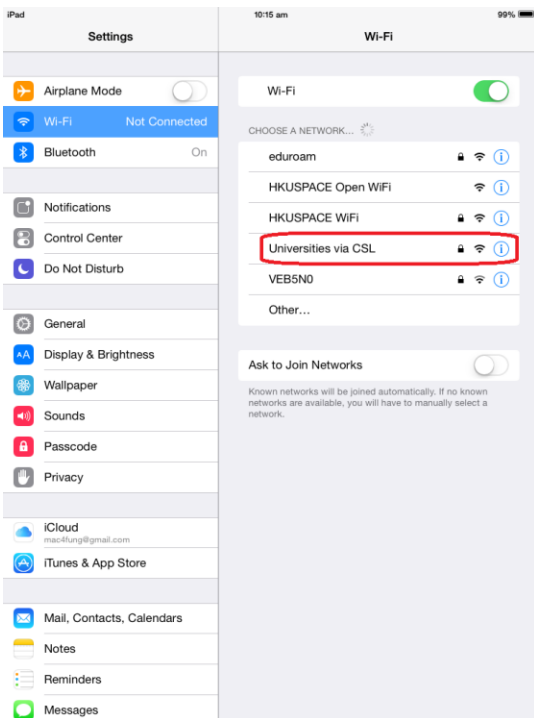 iPad
10:15 am
99%
Settings
Airplane Mode
Wi-Fi Not Connected
Bluetooth On
Notifications
Control Center
Do Not Disturb
General
Display & Brightness
Wallpaper
Sounds
Passcode
Privacy
iCloud
mac4fung@gmail.com
iTunes & App Store
Mail, Contacts, Calendars
Notes
Reminders
Messages
Wi-Fi
Wi-Fi
CHOOSE A NETWORK...
eduroam
HKUSPACE Open WiFi
HKUSPACE WiFi
Universities via CSL
VEB5N0
Other...
Ask to Join Networks
Known networks will be joined automatically. If no known
networks are available, you will have to manually select a
network.